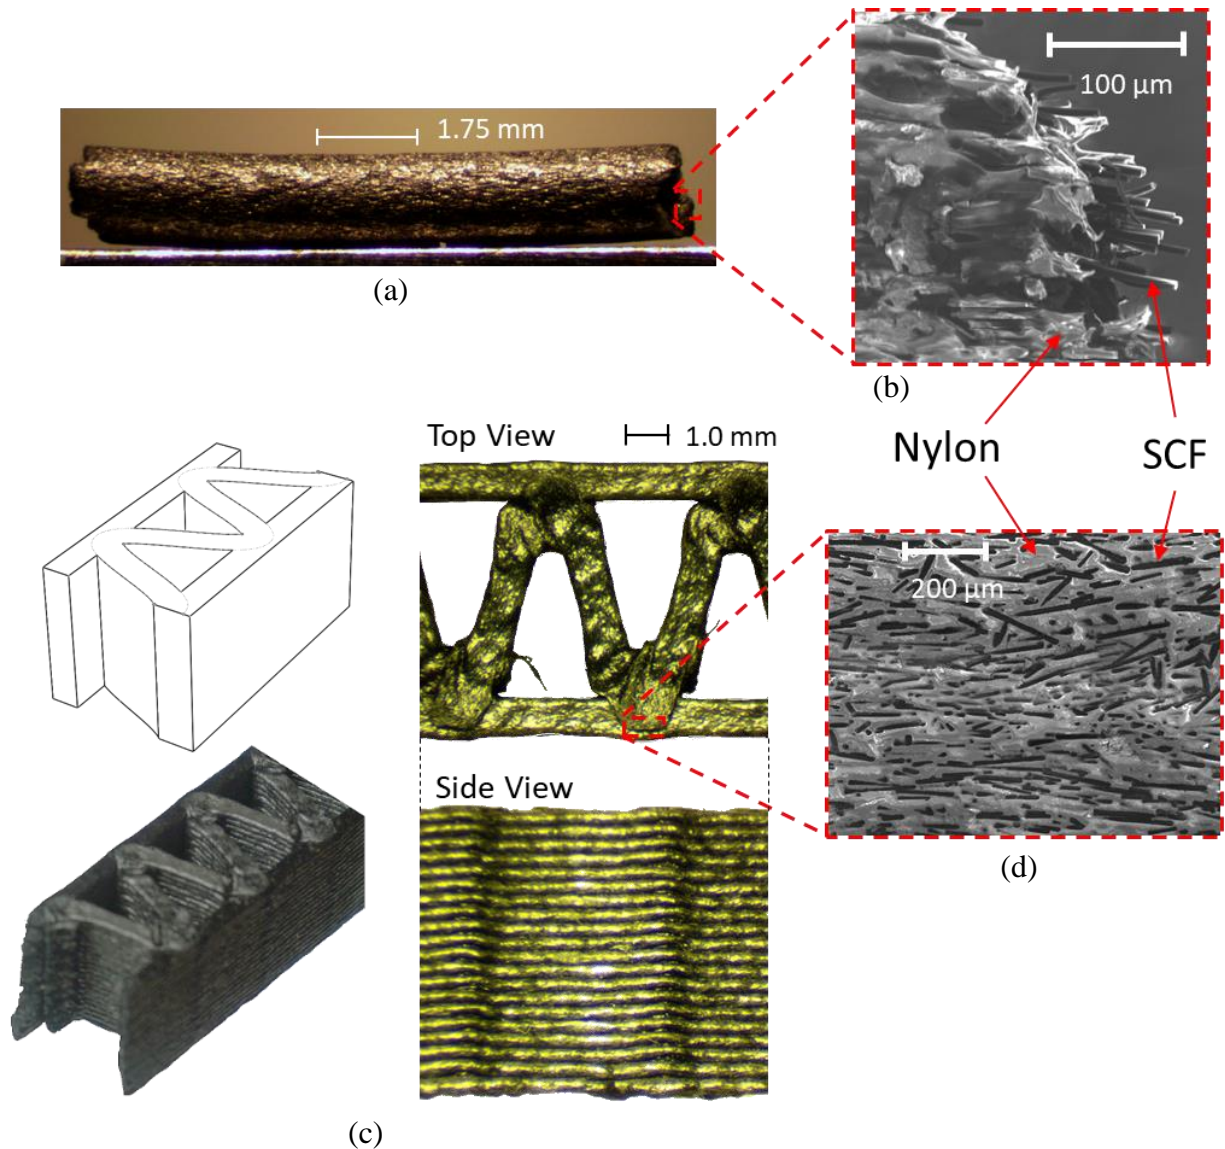 100 µm
1.75 mm
(a)
(b)
Top View
1.0 mm
Nylon
SCF
200 µm
Side View
(d)
(c)